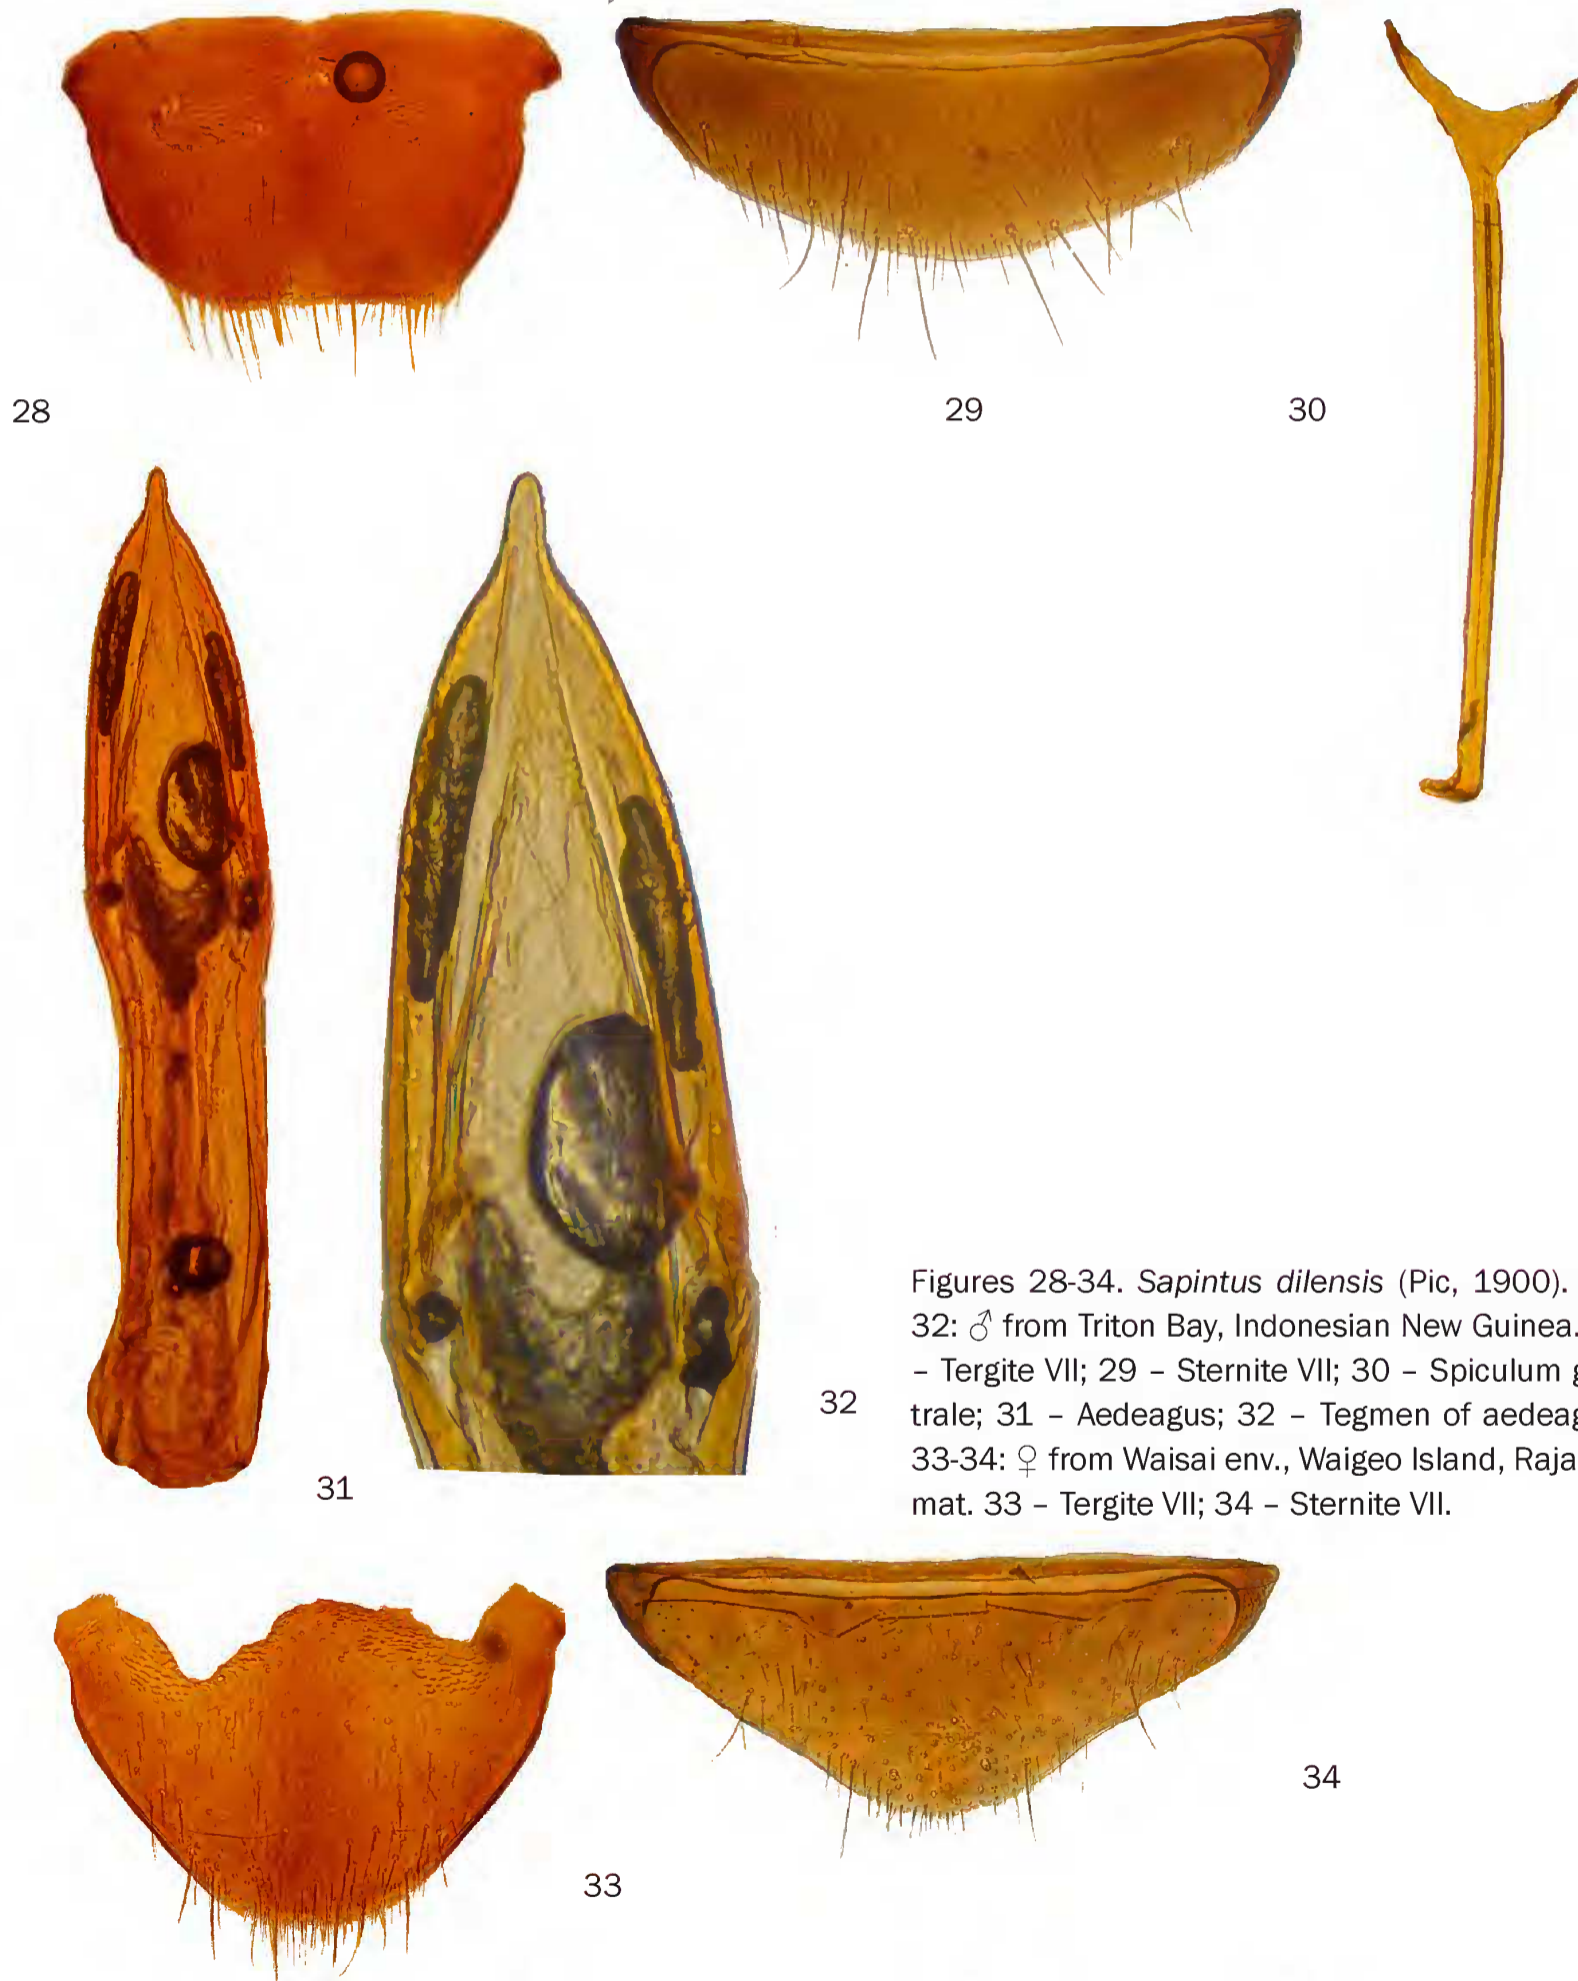 28
29
30
31
32
Figures 28-34. Sapintus dilensis (Pic, 1900).
32: ♂ from Triton Bay, Indonesian New Guinea.
– Tergite VII; 29 – Sternite VII; 30 – Spiculum
trale; 31 – Aedeagus; 32 – Tegmen of
33-34: ♀ from Waisai env., Waigeo Island, Raja
mat. 33 – Tergite VII; 34 – Sternite VII.
33
34